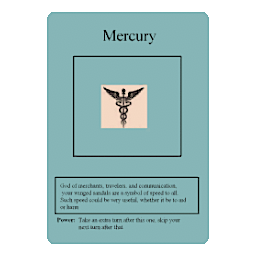 Mercury
God of merchants, travelers, and communication,
your winged sandals are a symbol of speed to all.
Such speed could be very useful, whether it be to aid
or harm
Power: Take an extra turn after this one, skip your
next turn after that